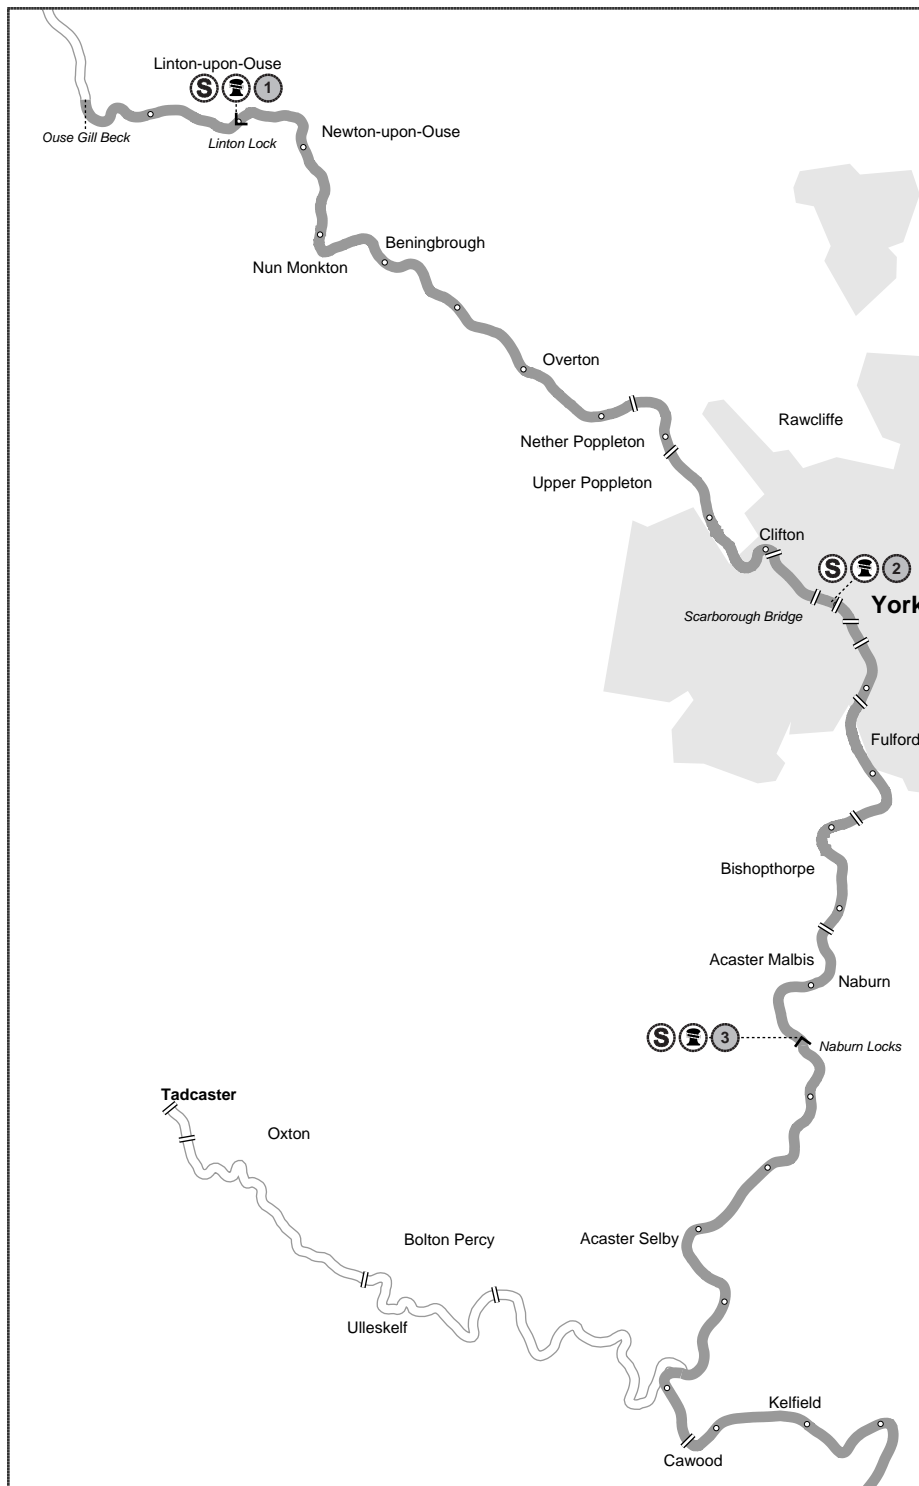 Linton-upon-Ouse
S 1
Ouse Gill Beck
Linton Lock
Newton-upon-Ouse
Beningbrough
Nun Monkton
Overton
Rawcliffe
Nether Poppleton
Upper Poppleton
Clifton
S 2
York
Scarborough Bridge
Fulford
Bishopthorpe
Acaster Malbis
Naburn
S 3
Naburn Locks
Tadcaster
Oxton
Bolton Percy
Acaster Selby
Ulleskelf
Kelfield
Cawood